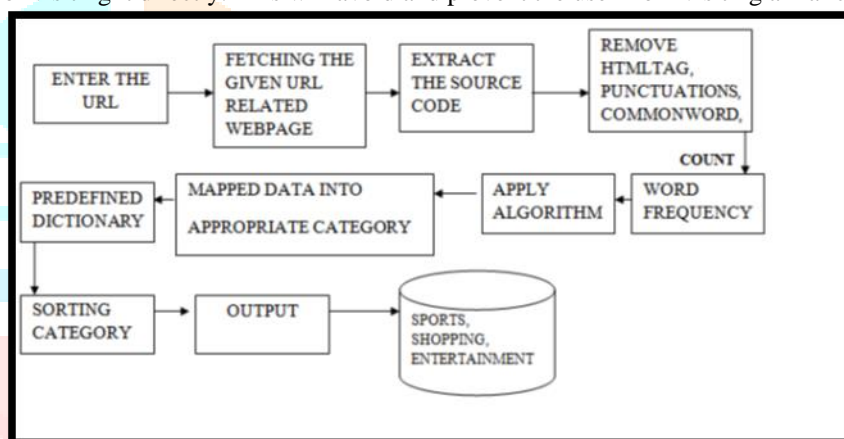 ENTER THE
URL
FETCHING THE
GIVEN URL
RELATED
WEBPAGE
EXTRACT
THE SOURCE
CODE
REMOVE
HTMLTAG,
PUNCTUATIONS,
COMMONWORD,
COUNT
WORD
FREQUENCY
APPLY
ALGORITHM
MAPPED DATA INTO
APPROPRIATE CATEGORY
PREDEFINED
DICTIONARY
SORTING
CATEGORY
OUTPUT
SPORTS,
SHOPPING,
ENTERTAINMENT